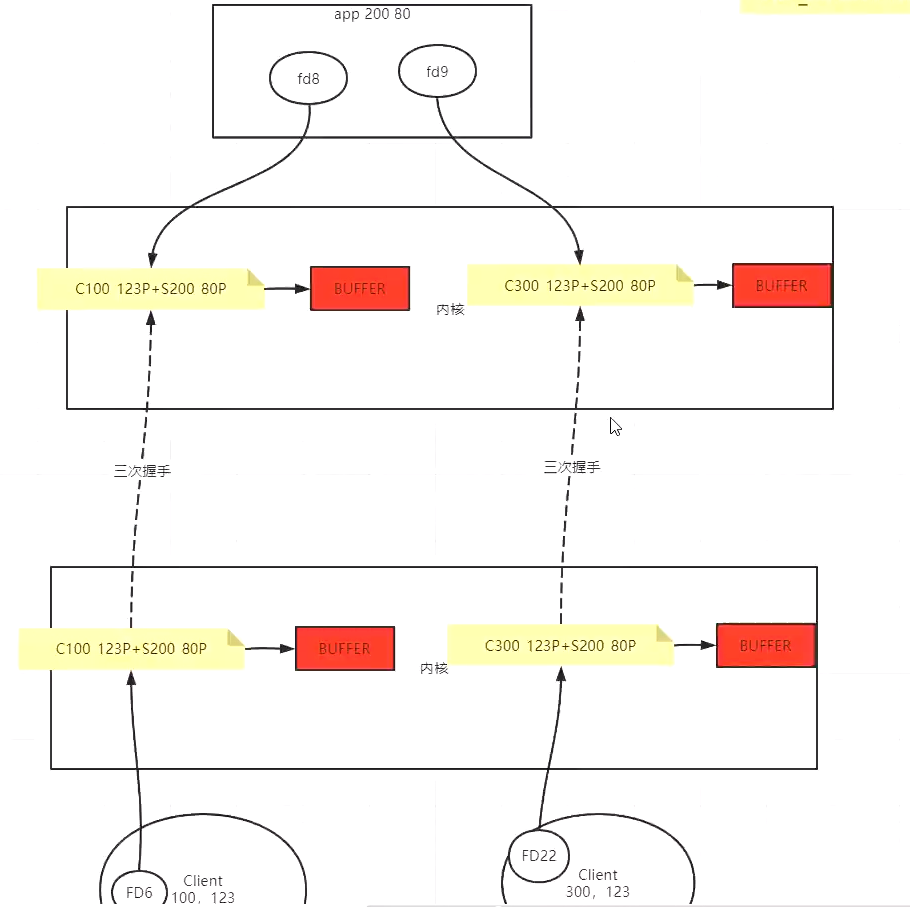 app 200 80
fd8
fd9
C100 123P+S200 80P
BUFFER
内核
C300 123P+S200 80P
BUFFER
三次握手
三次握手
C100 123P+S200 80P
BUFFER
内核
C300 123P+S200 80P
BUFFER
FD6
Client
100，123
FD22
Client
300，123